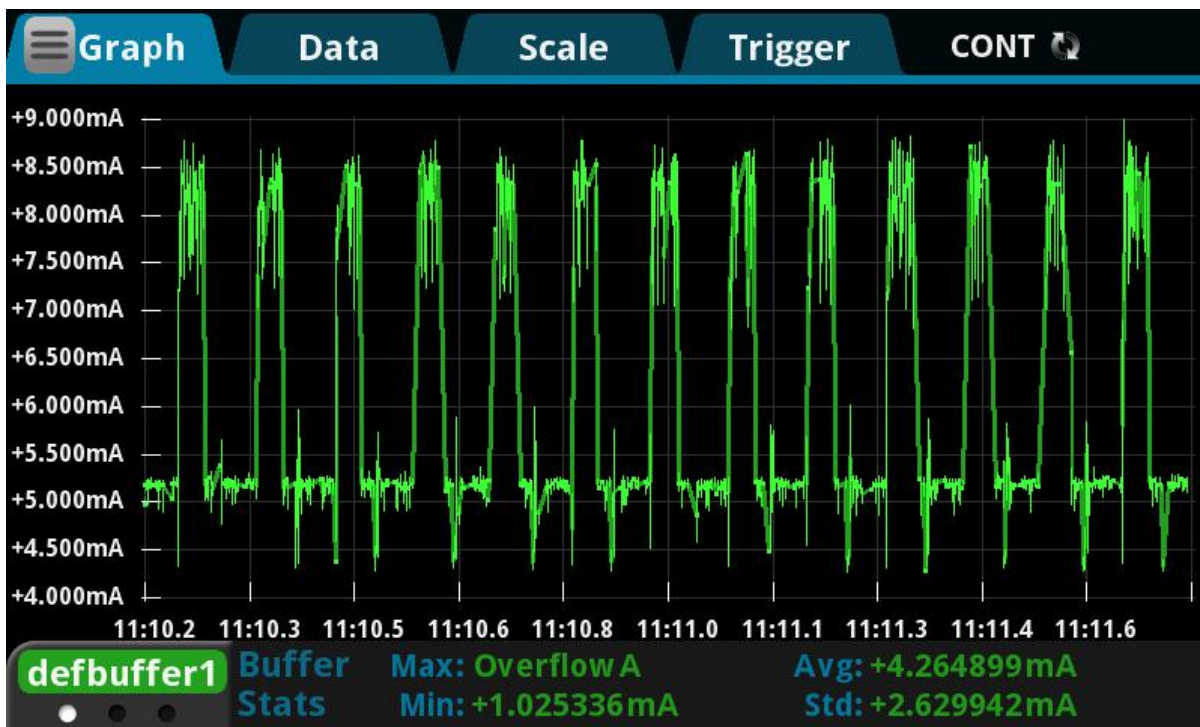 Graph Data Scale Trigger CONT
+9.000mA
+8.500mA
+8.000mA
+7.500mA
+7.000mA
+6.500mA
+6.000mA
+5.500mA
+5.000mA
+4.500mA
+4.000mA
11:10.2 11:10.3 11:10.5 11:10.6 11:10.8 11:11.0 11:11.1 11:11.3 11:11.4 11:11.6
defbuffer1 Buffer Max: Overflow A Avg: +4.264899mA
Stats Min: +1.025336mA Std: +2.629942mA